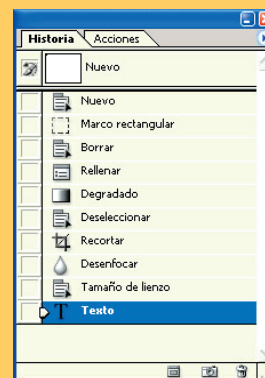 Historia Acciones
Nuevo
Nuevo
Marco rectangular
Borrar
Rellenar
Degradado
Deseleccionar
Recortar
Desenfocar
Tamaño de lienzo
Texto